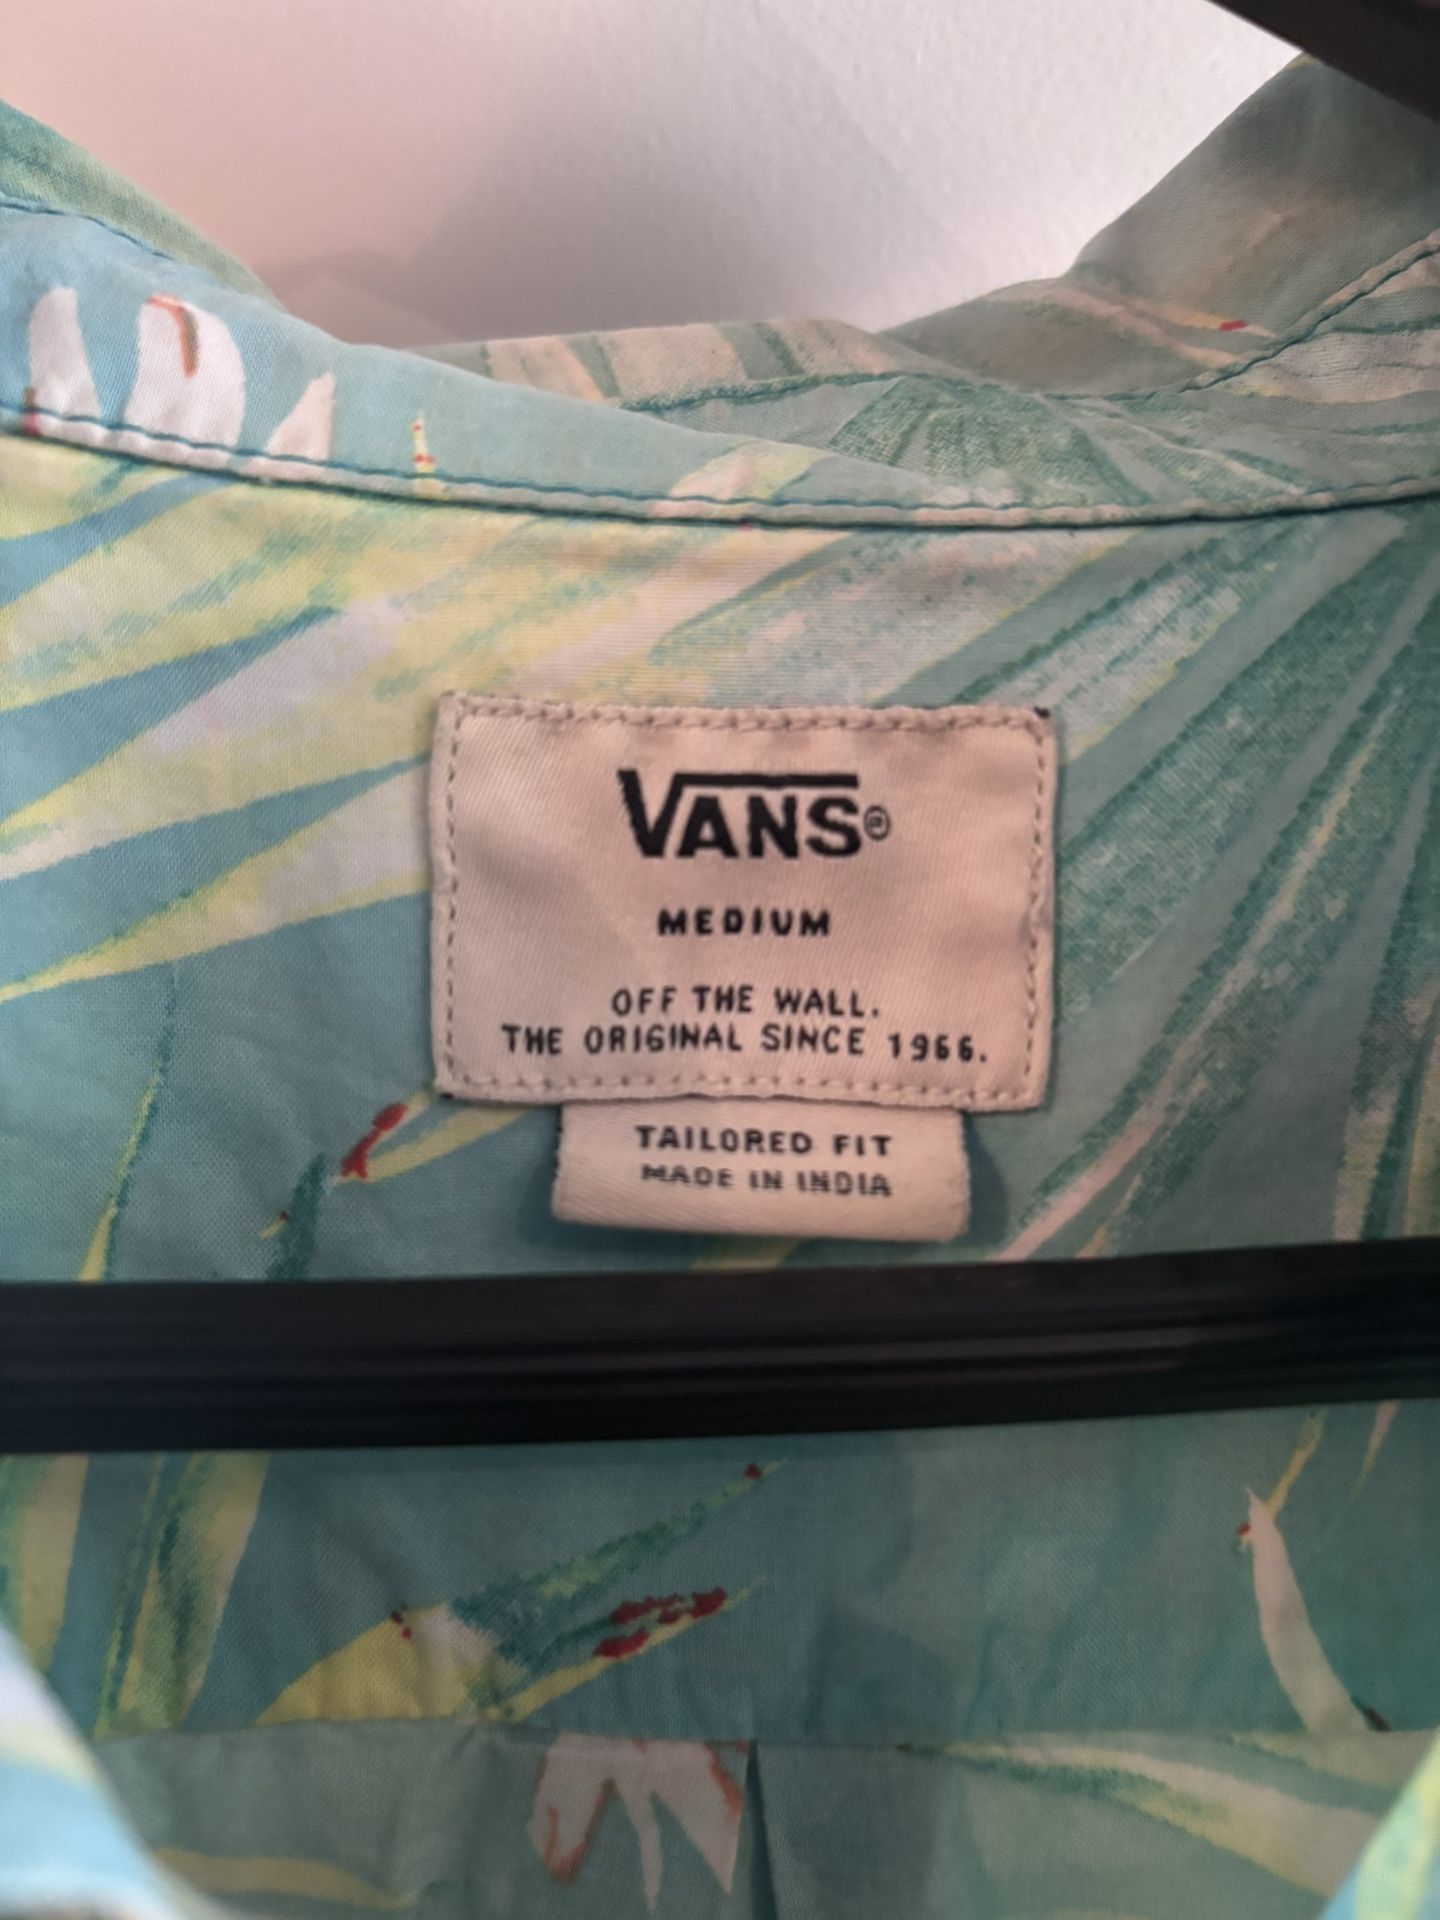 VANS®
MEDIUM
OFF THE WALL.
THE ORIGINAL SINCE 1966.
TAILORED FIT
MADE IN INDIA